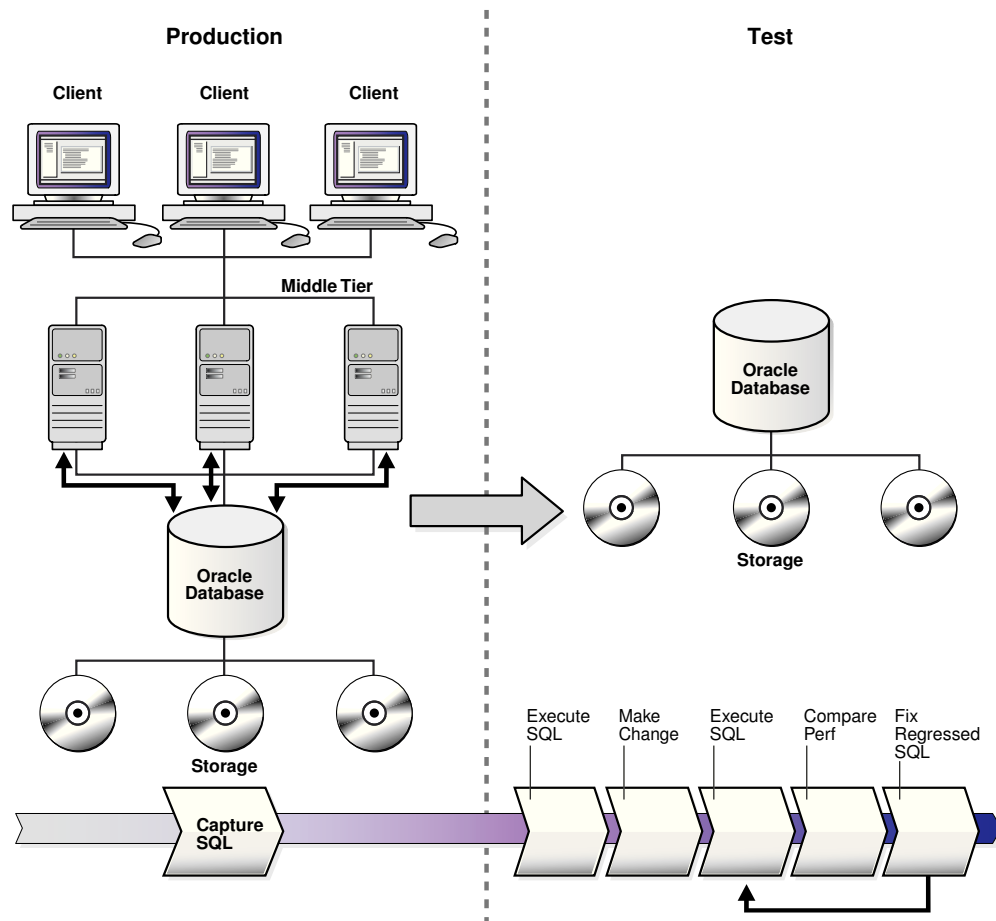 Production
Test
Client
Client
Client
Middle Tier
Oracle
Database
Oracle
Database
Storage
Storage
Execute
SQL
Make
Change
Execute
SQL
Compare
Perf
Fix
Regressed
SQL
Capture
SQL